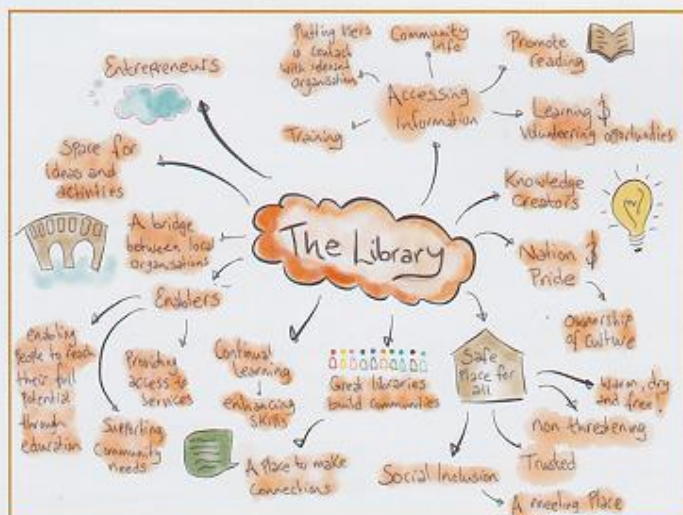 Entrepreneurs
Putting Users
in contact
with relevant
organisation
Community
Info
Promote
reading
Accessing
Information
Training
Learning &
Volunteering opportunities
Space for
ideas and
activities
Knowledge
Creators
The Library
A bridge
between local
organisations
Nation &
Pride
Ownership
of Culture
Enablers
enabling
People to reach
their full
Potential
through
education
Providing
access to
services
Supporting
Community
needs
Continual
Learning
enhancing
skills
Great libraries
build communities
A Place to make
Connections
Safe
Place for
all
Warm, dry
and free!
non threatening
Trusted
Social Inclusion
A meeting Place